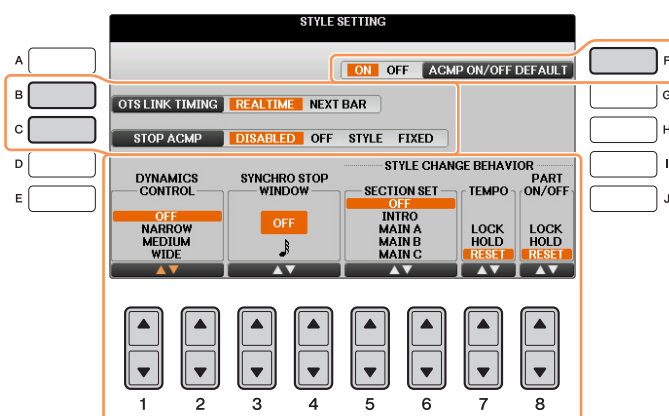 STYLE SETTING
A
ON OFF ACMP ON/OFF DEFAULT
F
B
OTS LINK TIMING REALTIME NEXT BAR
G
C
STOP ACMP DISABLED OFF STYLE FIXED
H
D
I
STYLE CHANGE BEHAVIOR
DYNAMICS CONTROL
SYNCHRO STOP WINDOW
SECTION SET
TEMPO
PART ON/OFF
E
J
OFF
NARROW
MEDIUM
WIDE
OFF
OFF
INTRO
MAIN A
MAIN B
MAIN C
LOCK
HOLD
RESET
LOCK
HOLD
RESET
1 2 3 4 5 6 7 8